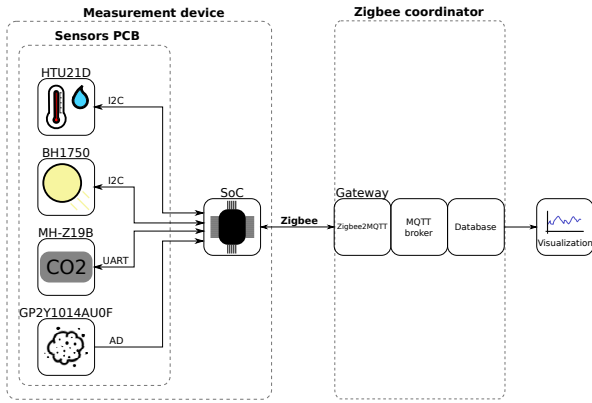 Measurement device
Zigbee coordinator
Sensors PCB
HTU21D
I2C
BH1750
I2C
SoC
Zigbee
Gateway
Zigbee2MQTT
MQTT
broker
Database
Visualization
MH-Z19B
CO2
UART
GP2Y1014AU0F
AD